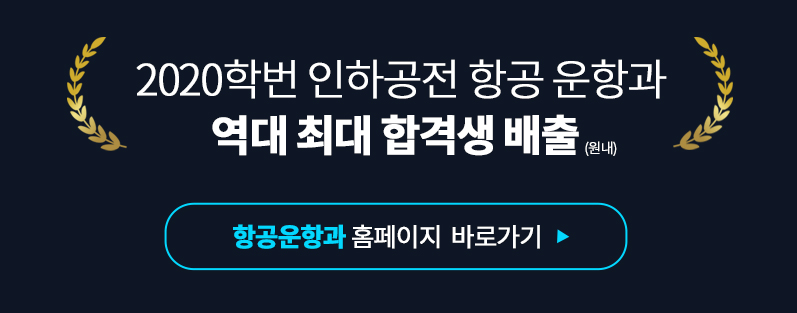 2020학번 인하공전 항공 운항과
역대 최대 합격생 배출 (원내)
항공운항과 홈페이지 바로가기 ▶